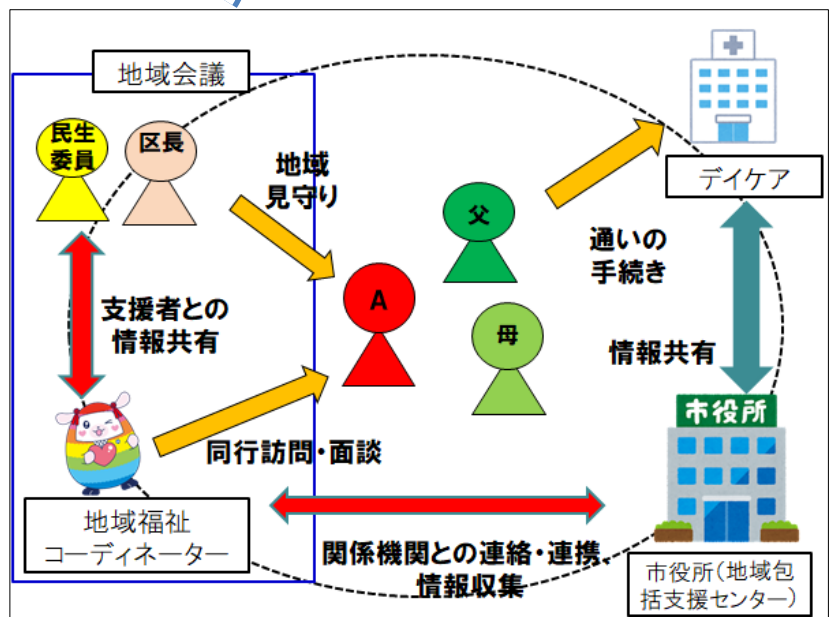 地域会議
民生
委員
区長
地域
見守り
父
A
母
デイケア
通いの
手続き
支援者との
情報共有
情報共有
市役所
同行訪問・面談
地域福祉
コーディネーター
関係機関との連絡・連携、
情報収集
市役所（地域包
括支援センター）